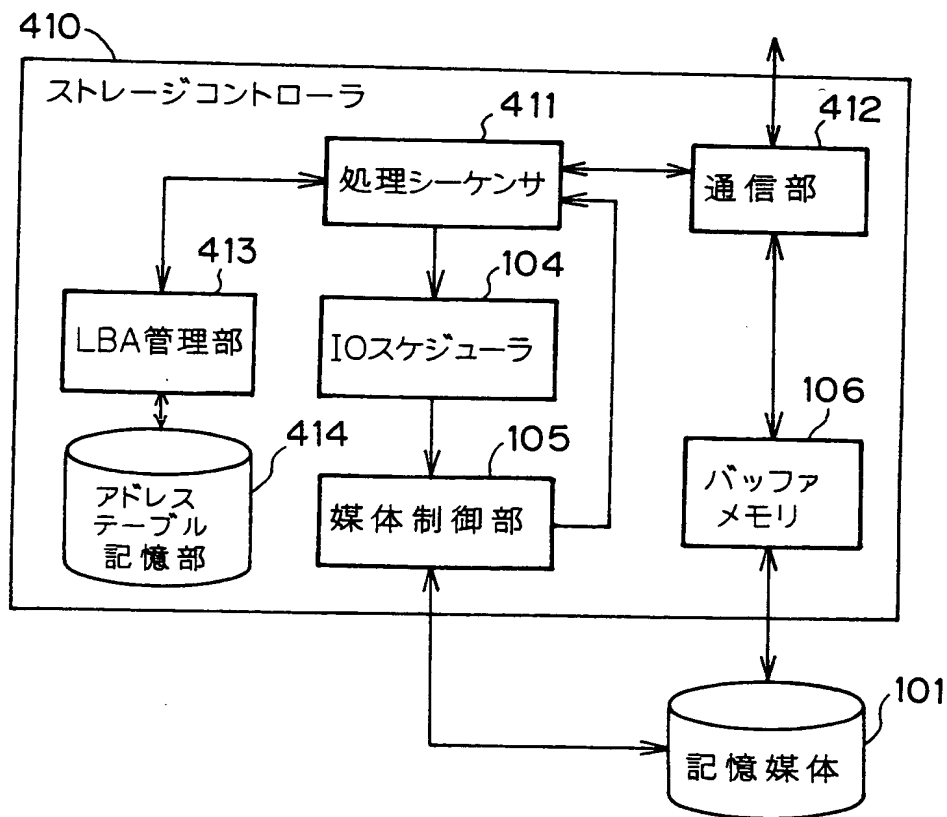 410
ストレージコントローラ
411
処理シーケンサ
412
通信部
413
LBA管理部
104
IOスケジューラ
414
アドレス
テーブル
記憶部
105
媒体制御部
106
バッファ
メモリ
101
記憶媒体